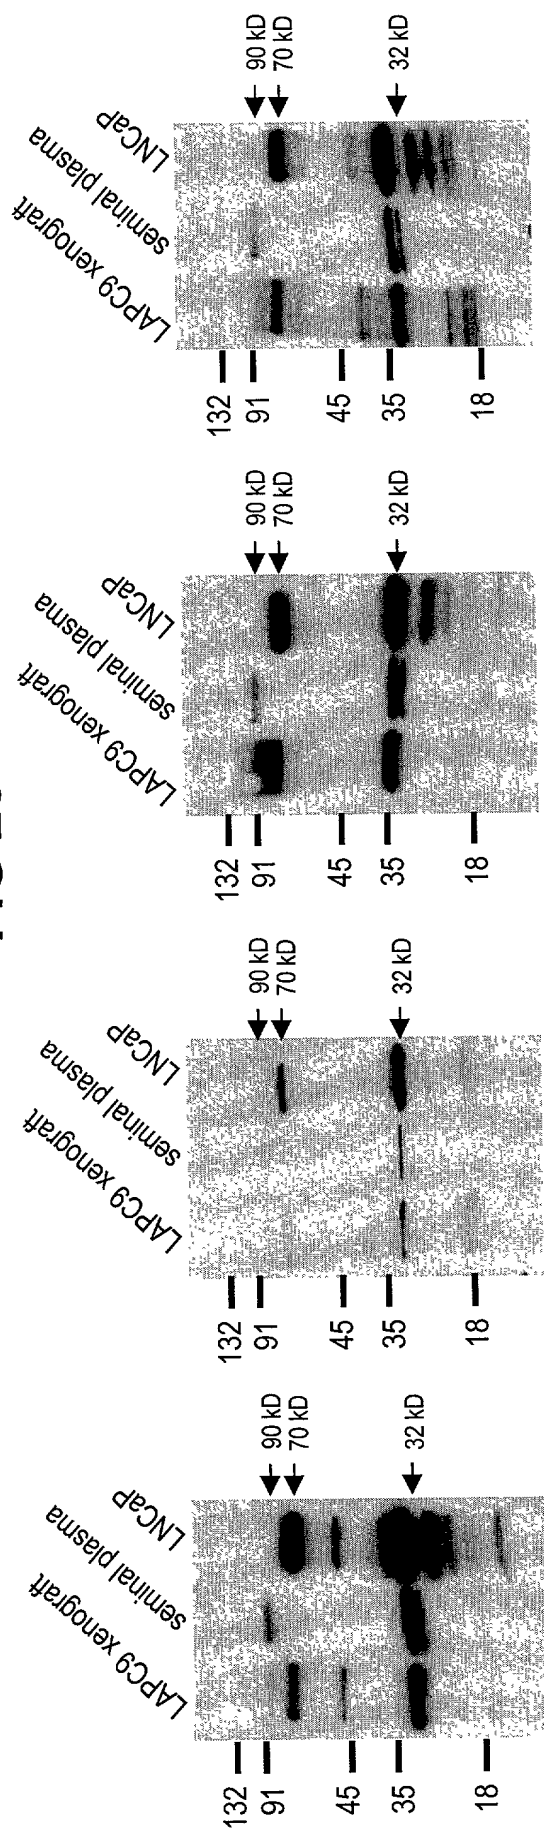 LAPC9 xenograft
seminal plasma
LNCaP
132
91
45
35
18
90 kD
70 kD
32 kD
LAPC9 xenograft
seminal plasma
LNCaP
132
91
45
35
18
90 kD
70 kD
32 kD
LAPC9 xenograft
seminal plasma
LNCaP
132
91
45
35
18
90 kD
70 kD
32 kD
LAPC9 xenograft
seminal plasma
LNCaP
132
91
45
35
18
90 kD
70 kD
32 kD